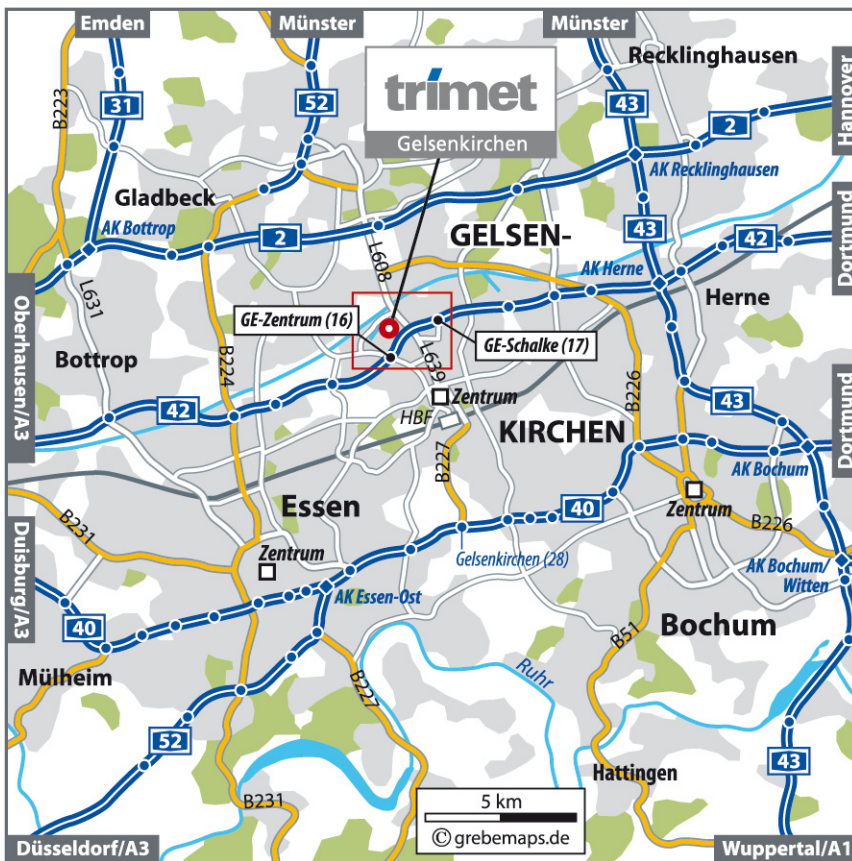 Emden
Münster
Münster
Recklinghausen
Hannover
B223
31
52
trimet
Gelsenkirchen
43
2
AK Recklinghausen
Gladbeck
AK Bottrop
2
L608
GELSEN-
43
42
AK Herne
Dortmund
Oberhausen/A3
L631
GE-Zentrum (16)
Herne
Bottrop
B224
GE-Schalke (17)
L639
42
Zentrum
B226
43
HBF
KIRCHEN
B227
Dortmund
AK Bochum
Essen
40
Zentrum
B226
B231
Duisburg/A3
Zentrum
Gelsenkirchen (28)
AK Bochum/
Witten
AK Essen-Ost
40
Bochum
B51
Mülheim
Ruhr
B227
52
43
Hattingen
B231
5 km
© grebemaps.de
Düsseldorf/A3
Wuppertal/A1